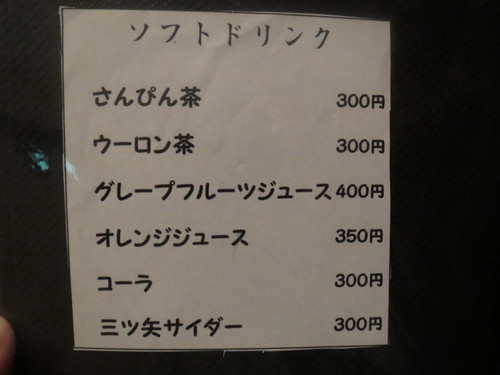 ソフトドリンク
さんぴん茶 300円
ウーロン茶 300円
グレープフルーツジュース 400円
オレンジジュース 350円
コーラ 300円
三ツ矢サイダー 300円